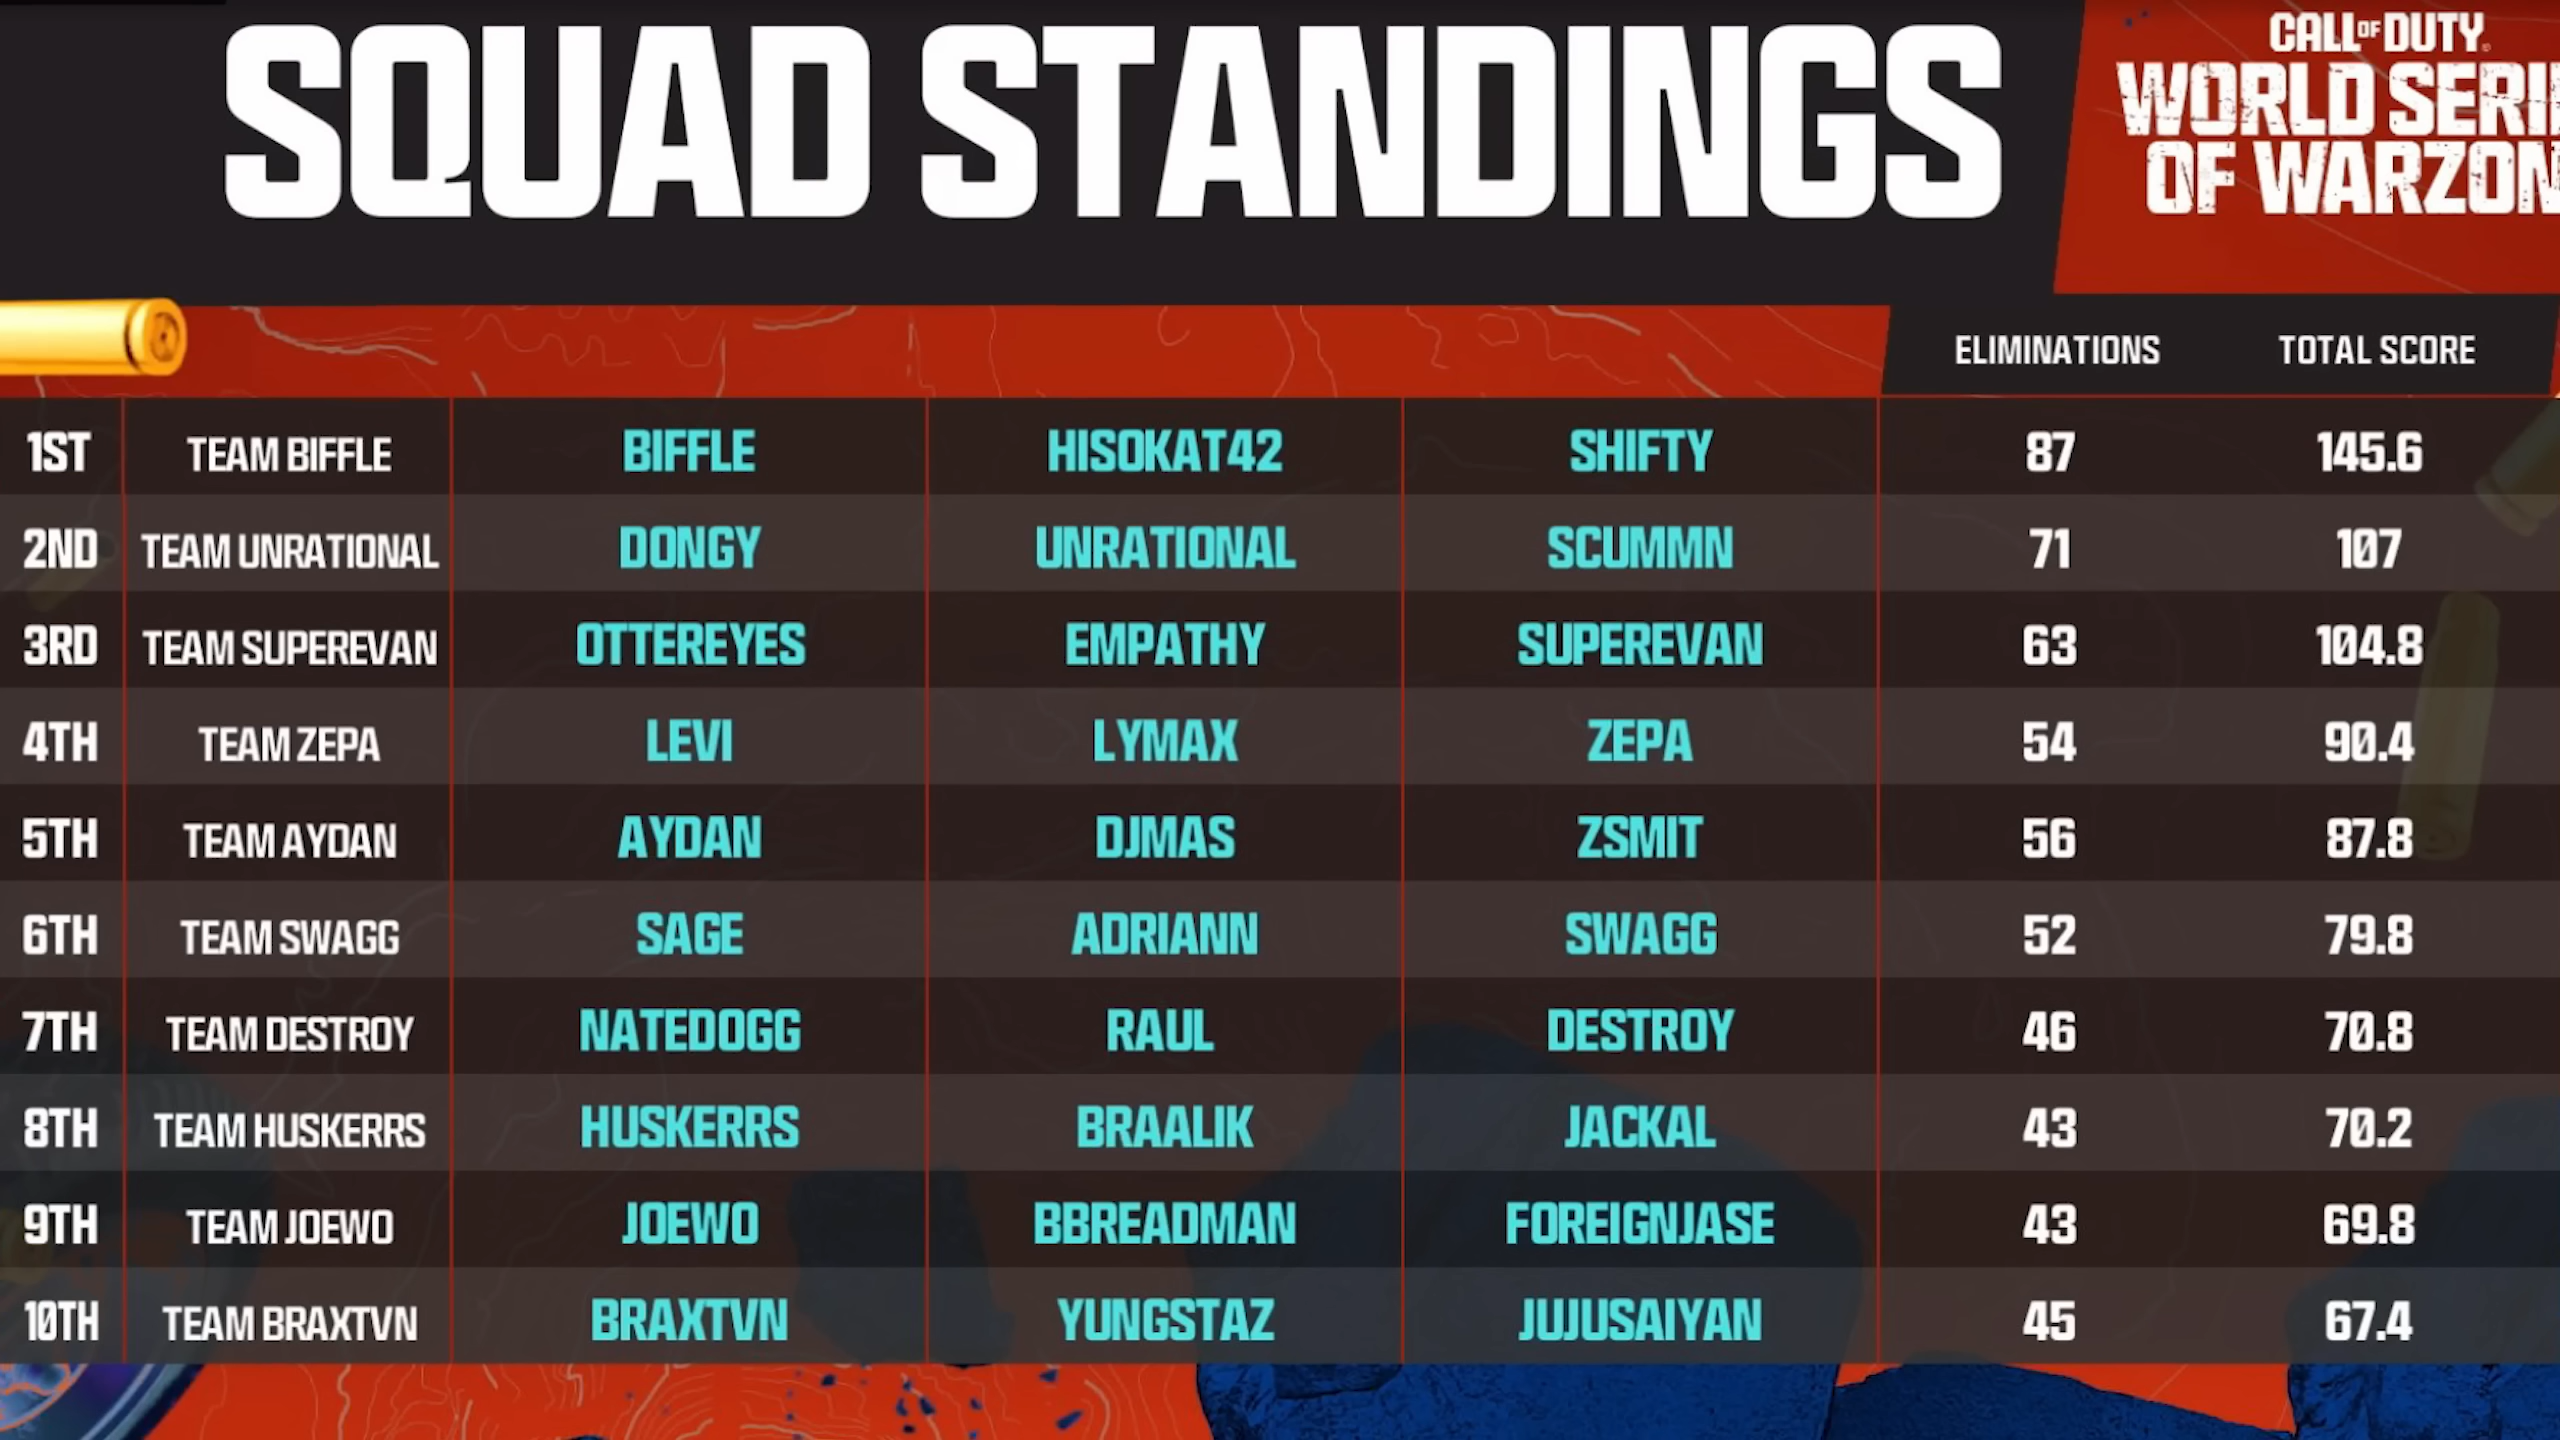 SQUAD STANDINGS
CALL OF DUTY
WORLD SERI
OF WARZON
ELIMINATIONS TOTAL SCORE
1ST TEAM BIFFLE BIFFLE HISOKAT42 SHIFTY 87 145.6
2ND TEAM UNRATIONAL DONGY UNRATIONAL SCUMMN 71 107
3RD TEAM SUPEREVAN OTTEREYES EMPATHY SUPEREVAN 63 104.8
4TH TEAM ZEPA LEVI LYMAX ZEPA 54 90.4
5TH TEAM AYDAN AYDAN DJMAS ZSMIT 56 87.8
6TH TEAM SWAGG SAGE ADRIANN SWAGG 52 79.8
7TH TEAM DESTROY NATEDOGG RAUL DESTROY 46 70.8
8TH TEAM HUSKERRS HUSKERRS BRAALIK JACKAL 43 70.2
9TH TEAM JOEWO JOEWO BBREADMAN FOREIGNJASE 43 69.8
10TH TEAM BRAXTVN BRAXTVN YUNGSTAZ JUJUSAIYAN 45 67.4